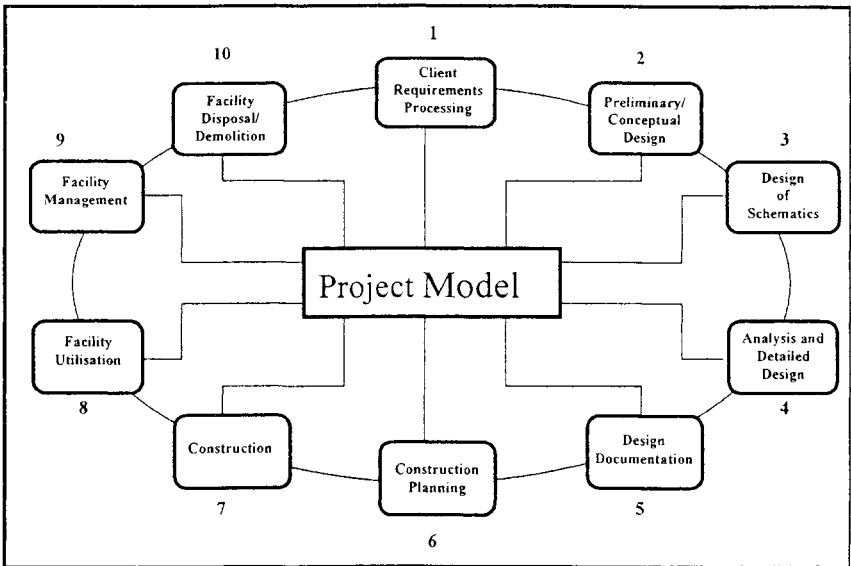 1
Client
Requirements
Processing
2
Preliminary/
Conceptual
Design
3
Design
of
Schematics
Analysis and
Detailed
Design
4
Design
Documentation
5
Construction
Planning
6
Construction
7
Facility
Utilisation
8
9
Facility
Management
10
Facility
Disposal/
Demolition
Project Model